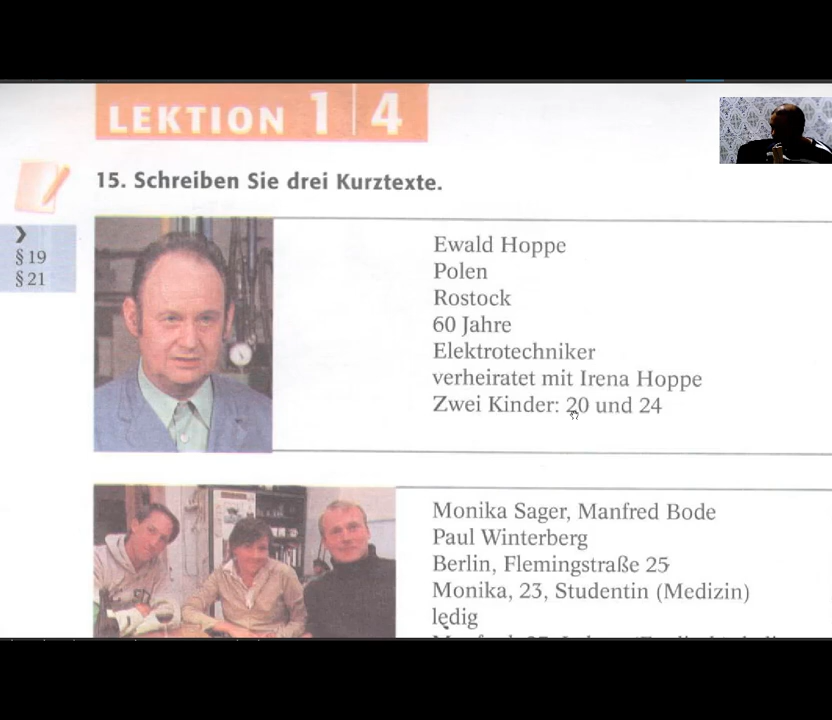 LEKTION 1 4
15. Schreiben Sie drei Kurztexte.
§ 19
§ 21
Ewald Hoppe
Polen
Rostock
60 Jahre
Elektrotechniker
verheiratet mit Irena Hoppe
Zwei Kinder: 20 und 24
Monika Sager, Manfred Bode
Paul Winterberg
Berlin, Flemingstraße 25
Monika, 23, Studentin (Medizin)
ledig